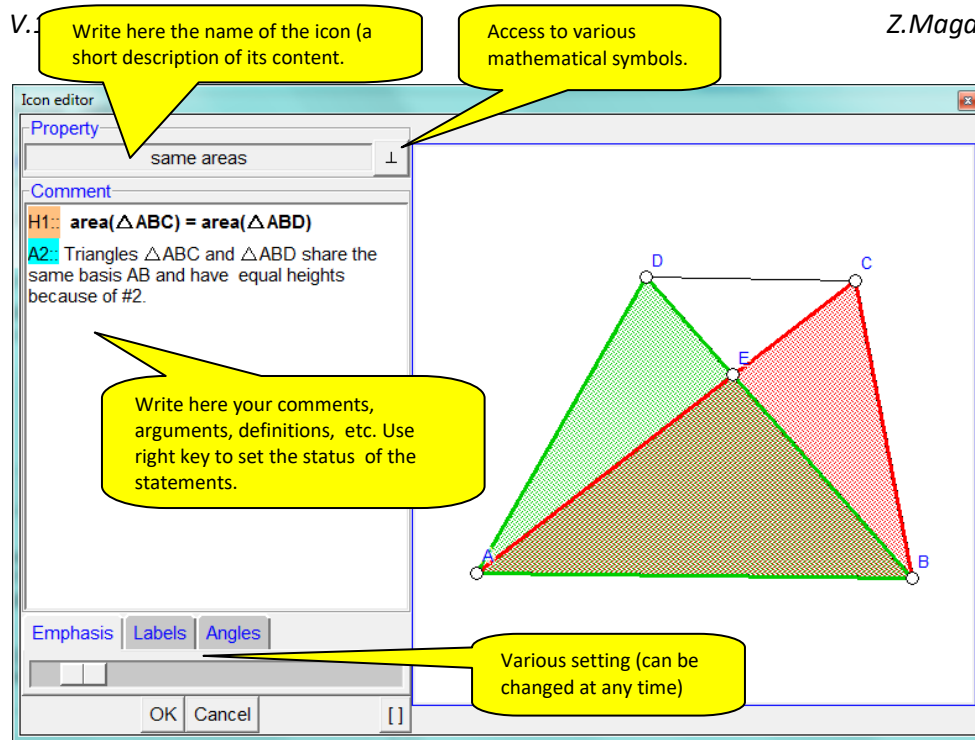 V.
Z.Magd
Write here the name of the icon (a
short description of its content.
Access to various
mathematical symbols.
Icon editor
Property
same areas
⊥
Comment
H1:: area(△ABC) = area(△ABD)
A2:: Triangles △ABC and △ABD share the
same basis AB and have equal heights
because of #2.
Write here your comments,
arguments, definitions, etc. Use
right key to set the status of the
statements.
D
C
E
A
B
Emphasis Labels Angles
Various setting (can be
changed at any time)
OK Cancel [ ]